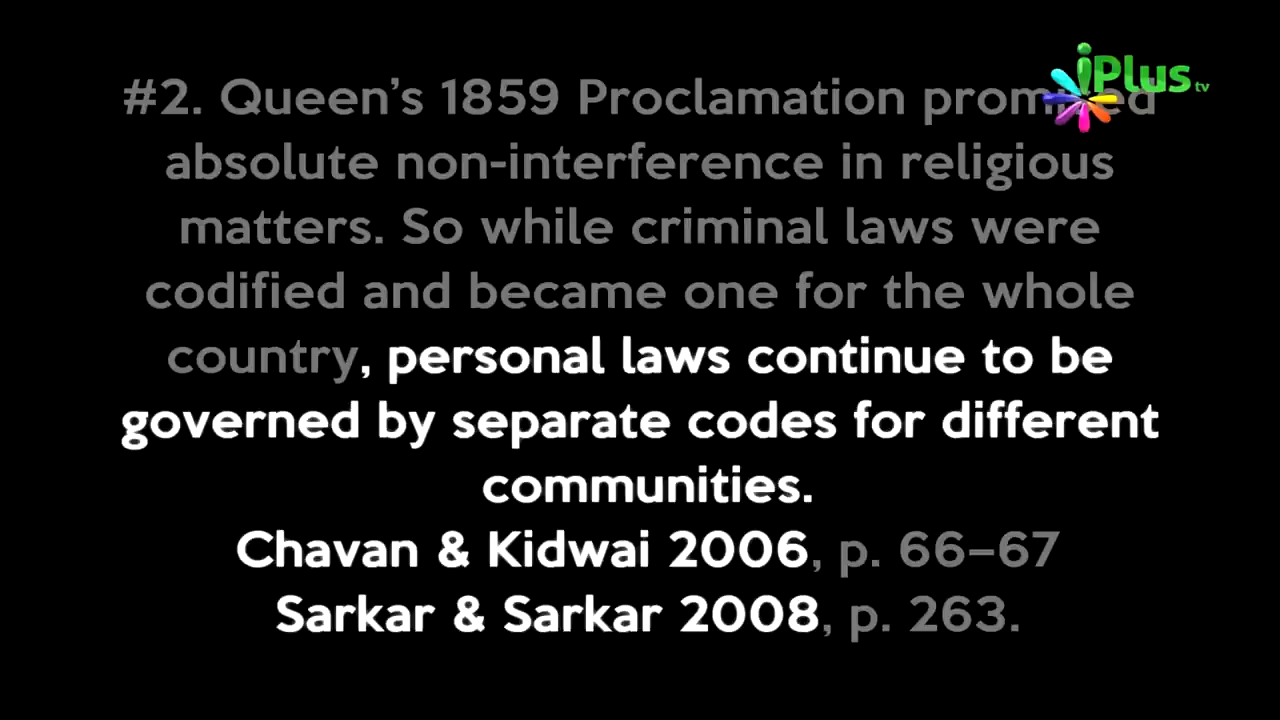 #2. Queen's 1859 Proclamation
absolute non-interference in religious
matters. So while criminal laws were
codified and became one for the whole
country, personal laws continue to be
governed by separate codes for different
communities.
Chavan & Kidwai 2006, p. 66–67
Sarkar & Sarkar 2008, p. 263.
iPlus tv